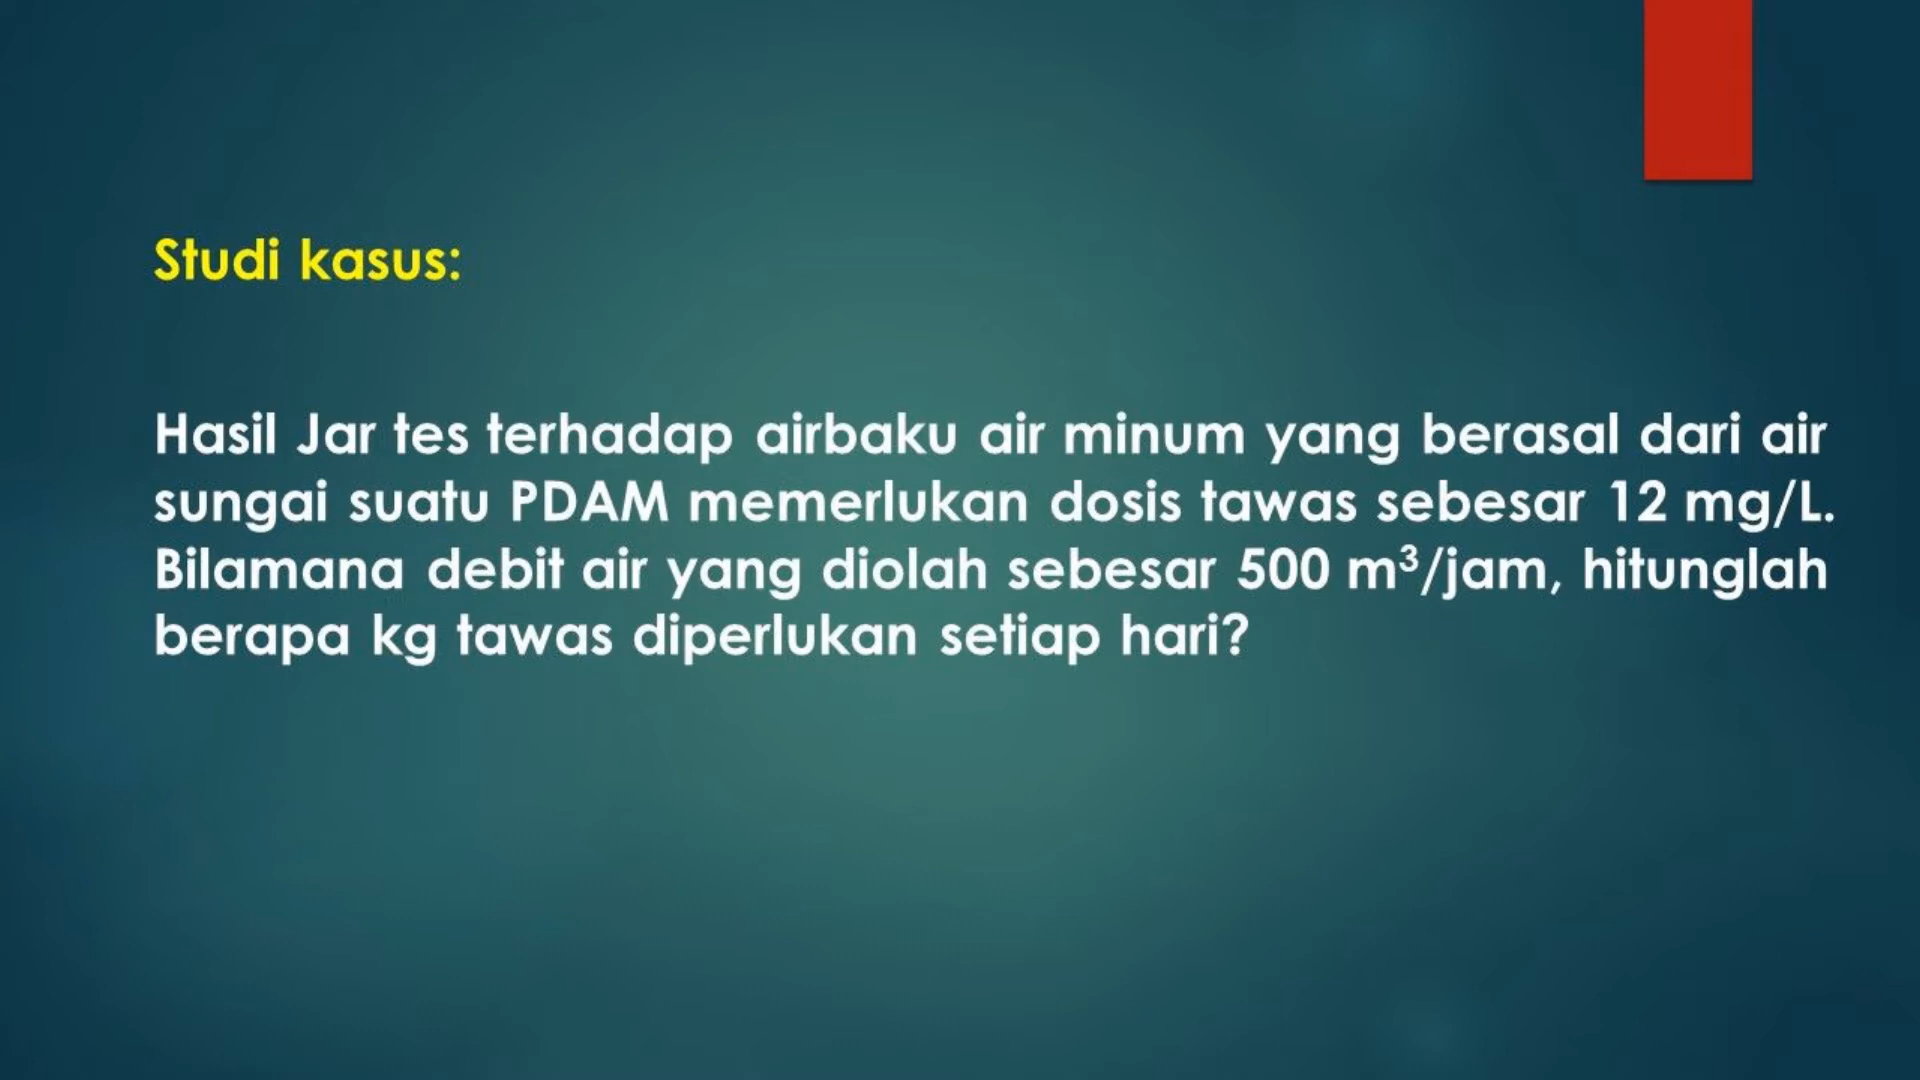 Studi kasus:
Hasil Jar tes terhadap airbaku air minum yang berasal dari air
sungai suatu PDAM memerlukan dosis tawas sebesar 12 mg/L.
Bilamana debit air yang diolah sebesar 500 m³/jam, hitunglah
berapa kg tawas diperlukan setiap hari?